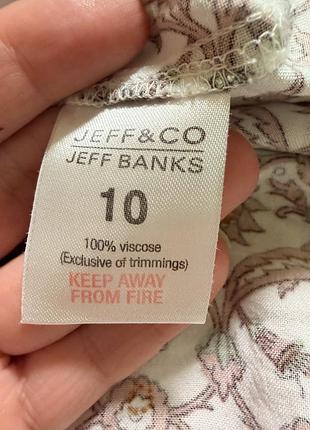 JEFF&CO
JEFF BANKS
10
100% viscose
(Exclusive of trimmings)
KEEP AWAY
FROM FIRE